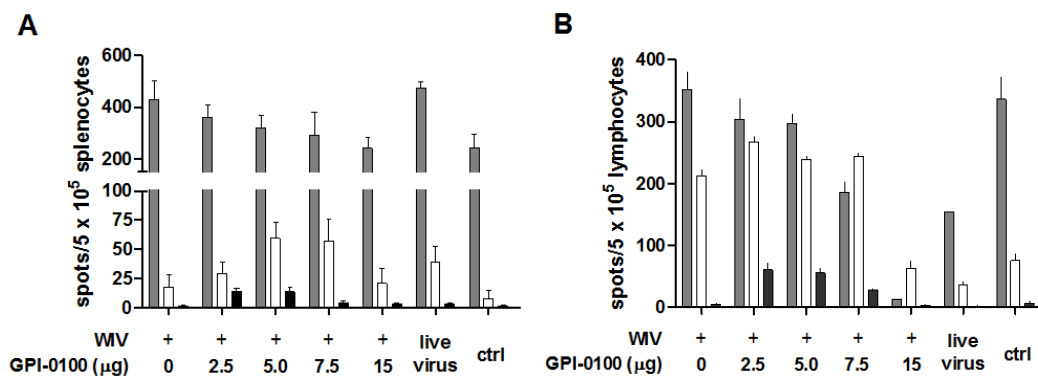 A
spots/5 x 10⁵ splenocytes
600
400
200
100
75
50
25
0
WIV + + + + + live virus ctrl
GPI-0100 (μg) 0 2.5 5.0 7.5 15
B
spots/5 x 10⁵ lymphocytes
400
300
200
100
0
WIV + + + + + live virus ctrl
GPI-0100 (μg) 0 2.5 5.0 7.5 15